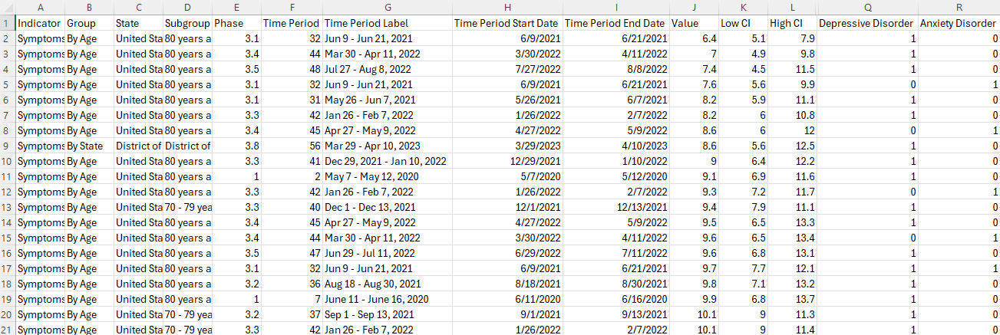 A B C D E F G H I J K L Q R
1 Indicator Group State Subgroup Phase Time Period Time Period Label Time Period Start Date Time Period End Date Value Low CI High CI Depressive Disorder Anxiety Disorder
2 Symptoms By Age United Sta 80 years a 3.1 32 Jun 9 - Jun 21, 2021 6/9/2021 6/21/2021 6.4 5.1 7.9 1 0
3 Symptoms By Age United Sta 80 years a 3.4 44 Mar 30 - Apr 11, 2022 3/30/2022 4/11/2022 7 4.9 9.8 1 0
4 Symptoms By Age United Sta 80 years a 3.5 48 Jul 27 - Aug 8, 2022 7/27/2022 8/8/2022 7.4 4.5 11.5 1 0
5 Symptoms By Age United Sta 80 years a 3.1 32 Jun 9 - Jun 21, 2021 6/9/2021 6/21/2021 7.6 5.6 9.9 0 1
6 Symptoms By Age United Sta 80 years a 3.1 31 May 26 - Jun 7, 2021 5/26/2021 6/7/2021 8.2 5.9 11.1 1 0
7 Symptoms By Age United Sta 80 years a 3.3 42 Jan 26 - Feb 7, 2022 1/26/2022 2/7/2022 8.2 6 10.8 1 0
8 Symptoms By Age United Sta 80 years a 3.4 45 Apr 27 - May 9, 2022 4/27/2022 5/9/2022 8.6 6 12 0 1
9 Symptoms By State District of District of 3.8 56 Mar 29 - Apr 10, 2023 3/29/2023 4/10/2023 8.6 5.6 12.5 1 0
10 Symptoms By Age United Sta 80 years a 3.3 41 Dec 29, 2021 - Jan 10, 2022 12/29/2021 1/10/2022 9 6.4 12.2 1 0
11 Symptoms By Age United Sta 80 years a 1 2 May 7 - May 12, 2020 5/7/2020 5/12/2020 9.1 6.9 11.6 1 0
12 Symptoms By Age United Sta 80 years a 3.3 42 Jan 26 - Feb 7, 2022 1/26/2022 2/7/2022 9.3 7.2 11.7 0 1
13 Symptoms By Age United Sta 70 - 79 yea 3.3 40 Dec 1 - Dec 13, 2021 12/1/2021 12/13/2021 9.4 7.9 11.1 1 0
14 Symptoms By Age United Sta 80 years a 3.4 45 Apr 27 - May 9, 2022 4/27/2022 5/9/2022 9.5 6.5 13.3 1 0
15 Symptoms By Age United Sta 80 years a 3.4 44 Mar 30 - Apr 11, 2022 3/30/2022 4/11/2022 9.6 6.5 13.4 0 1
16 Symptoms By Age United Sta 80 years a 3.5 47 Jun 29 - Jul 11, 2022 6/29/2022 7/11/2022 9.6 6.8 13.1 1 0
17 Symptoms By Age United Sta 80 years a 3.1 32 Jun 9 - Jun 21, 2021 6/9/2021 6/21/2021 9.7 7.7 12.1 1 1
18 Symptoms By Age United Sta 80 years a 3.2 36 Aug 18 - Aug 30, 2021 8/18/2021 8/30/2021 9.8 7.1 13.2 1 0
19 Symptoms By Age United Sta 80 years a 1 7 June 11 - June 16, 2020 6/11/2020 6/16/2020 9.9 6.8 13.7 1 0
20 Symptoms By Age United Sta 70 - 79 yea 3.2 37 Sep 1 - Sep 13, 2021 9/1/2021 9/13/2021 10.1 9 11.3 1 0
21 Symptoms By Age United Sta 70 - 79 yea 3.3 42 Jan 26 - Feb 7, 2022 1/26/2022 2/7/2022 10.1 9 11.4 1 0